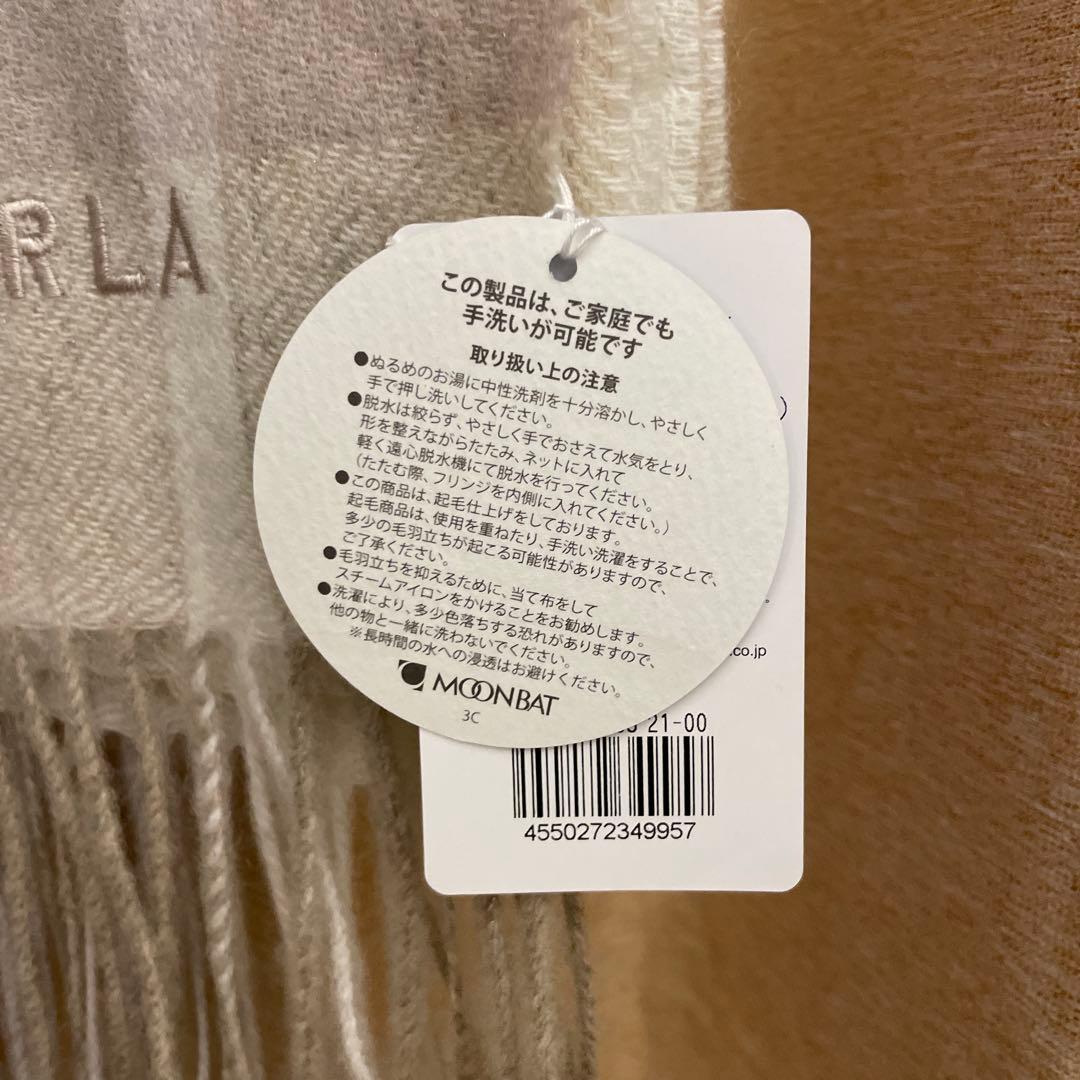 RLA
この製品は、ご家庭でも
手洗いが可能です
取り扱い上の注意
●ぬるめのお湯に中性洗剤を十分溶かし、やさしく
手で押し洗いしてください。
●脱水は絞らず、やさしく手でおさえて水気をとり、
形を整えながらたたみ、ネットに入れて
軽く遠心脱水機にて脱水を行ってください。
(たたむ際、フリンジを内側に入れてください。)
●この商品は、起毛仕上げをしております。
起毛商品は、使用を重ねたり、手洗い洗濯をすることで、
多少の毛羽立ちが起こる可能性がありますので、
ご了承ください。
●毛羽立ちを抑えるために、当て布をして
スチームアイロンをかけることをお勧めします。
●洗濯により、多少色落ちする恐れがありますので、
他の物と一緒に洗わないでください。
※長時間の水への浸透はお避けください。
MOONBAT
3C
)
。
.co.jp
21-00
4550272349957